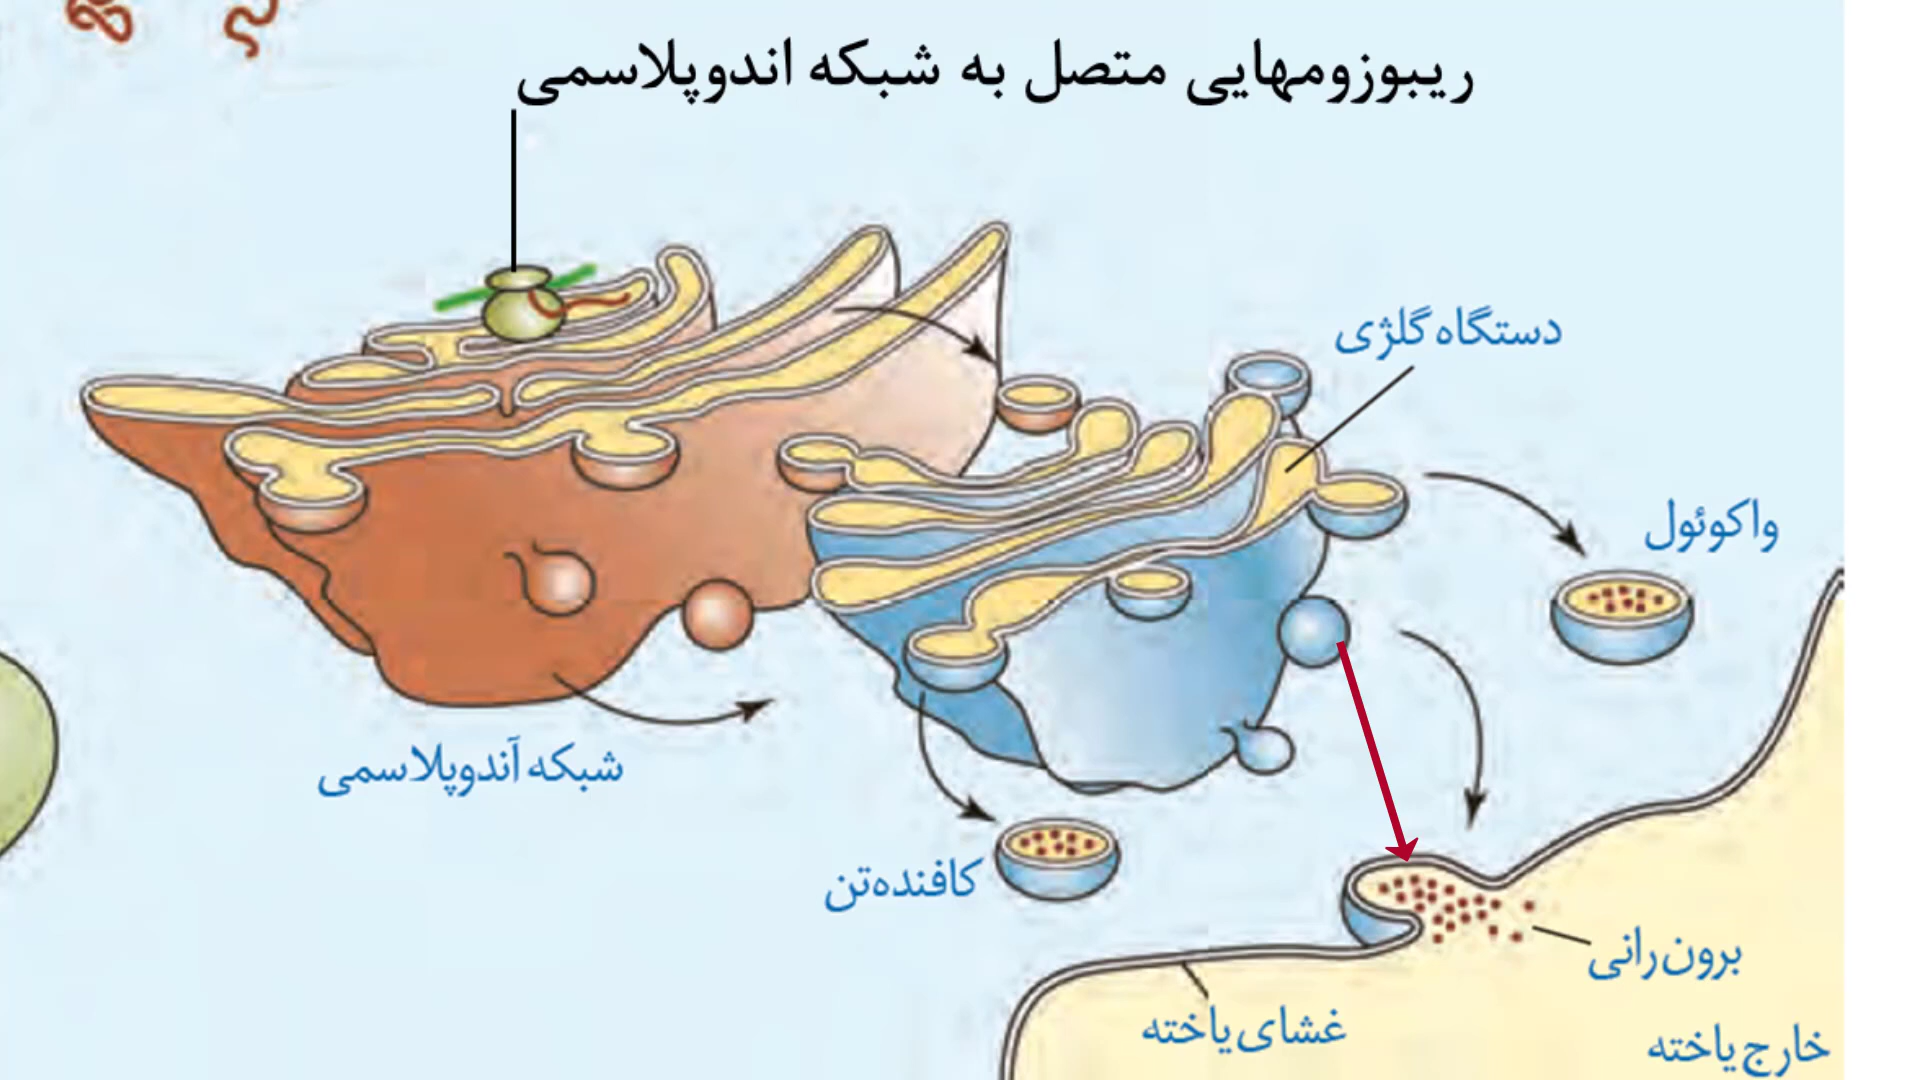 ریبوزومهایی متصل به شبکه اندوپلاسمی
دستگاه گلژی
واکوئول
شبکه آندوپلاسمی
کافنده‌تن
برون‌رانی
غشای یاخته
خارج یاخته